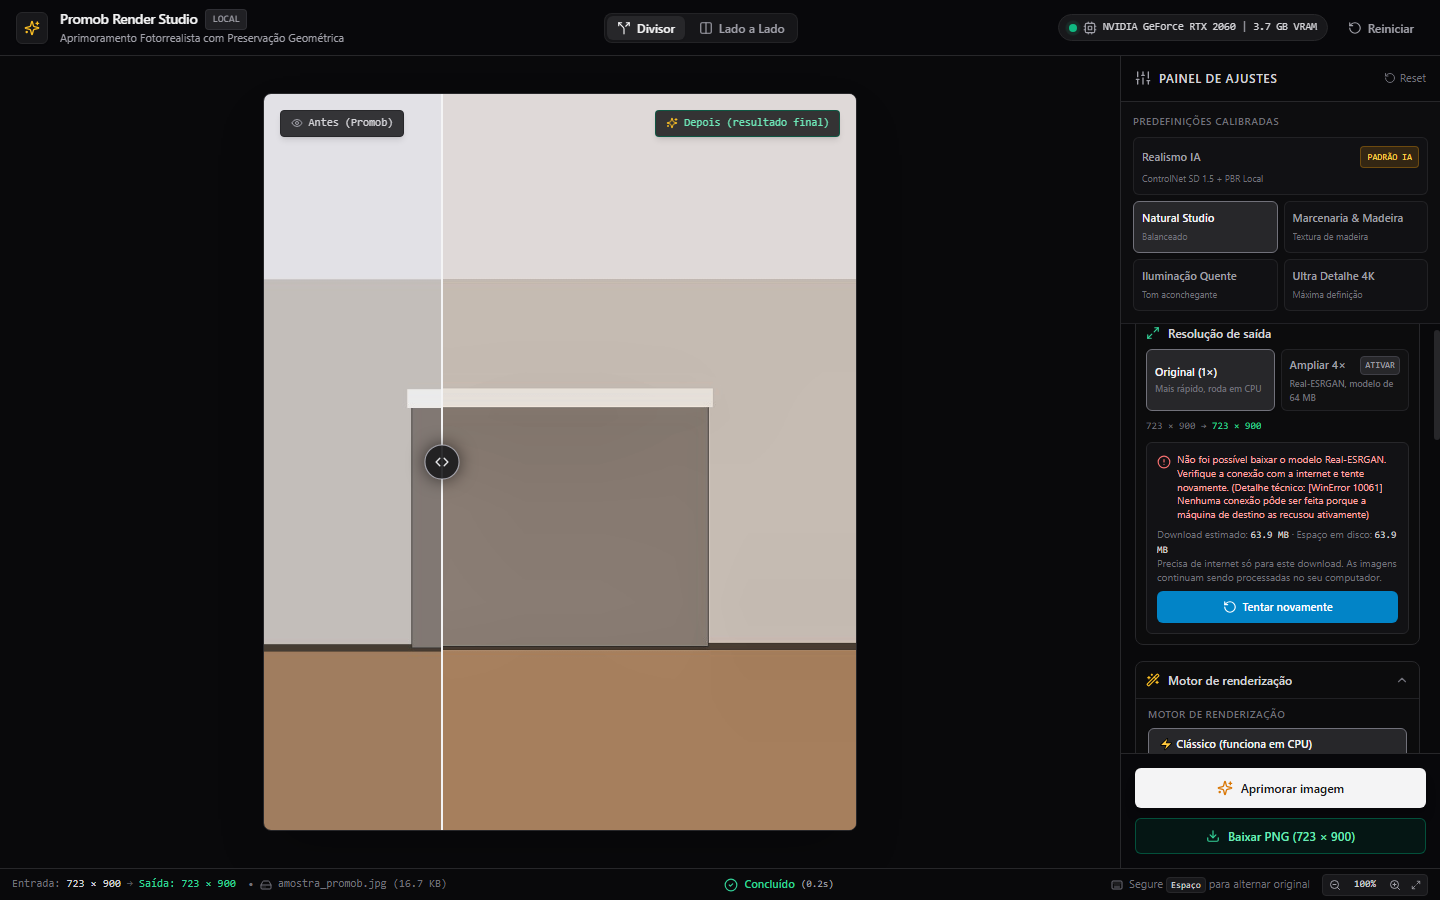 Promob Render Studio LOCAL
Aprimoramento Fotorrealista com Preservação Geométrica
Divisor
Lado a Lado
NVIDIA GeForce RTX 2060 | 3.7 GB VRAM
Reiniciar
Antes (Promob)
Depois (resultado final)
PAINEL DE AJUSTES
Reset
PREDEFINIÇÕES CALIBRADAS
Realismo IA
PADRÃO IA
ControlNet SD 1.5 + PBR Local
Natural Studio
Balanceado
Marcenaria & Madeira
Textura de madeira
Iluminação Quente
Tom aconchegante
Ultra Detalhe 4K
Máxima definição
Resolução de saída
Original (1×)
Mais rápido, roda em CPU
Ampliar 4×
ATIVAR
Real-ESRGAN, modelo de
64 MB
723 × 900 → 723 × 900
Não foi possível baixar o modelo Real-ESRGAN.
Verifique a conexão com a internet e tente
novamente. (Detalhe técnico: [WinError 10061]
Nenhuma conexão pôde ser feita porque a
máquina de destino as recusou ativamente)
Download estimado: 63.9 MB · Espaço em disco: 63.9
MB
Precisa de internet só para este download. As imagens
continuam sendo processadas no seu computador.
Tentar novamente
Motor de renderização
MOTOR DE RENDERIZAÇÃO
Clássico (funciona em CPU)
Aprimorar imagem
Baixar PNG (723 × 900)
Entrada: 723 × 900 → Saída: 723 × 900 • amostra_promob.jpg (16.7 KB)
Concluído (0.2s)
Segure Espaço para alternar original
100%